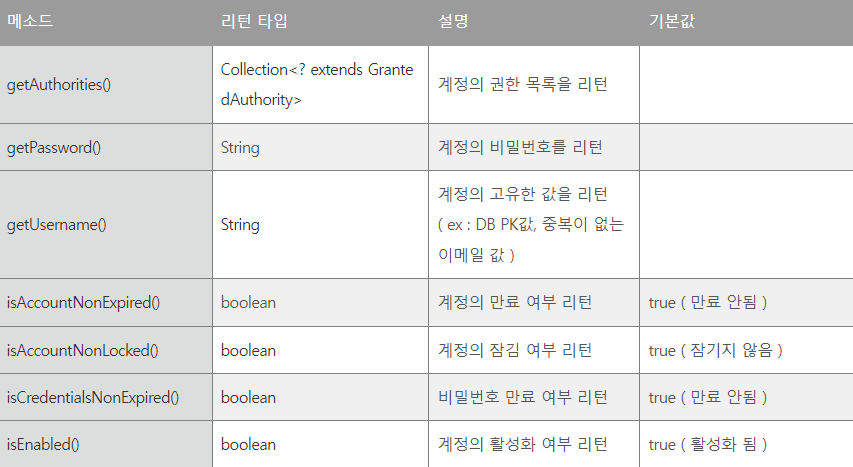 메소드 리턴 타입 설명 기본값
getAuthorities() Collection<? extends Grante
dAuthority> 계정의 권한 목록을 리턴
getPassword() String 계정의 비밀번호를 리턴
getUsername() String 계정의 고유한 값을 리턴
( ex : DB PK값, 중복이 없는
이메일 값 )
isAccountNonExpired() boolean 계정의 만료 여부 리턴 true ( 만료 안됨 )
isAccountNonLocked() boolean 계정의 잠김 여부 리턴 true ( 잠기지 않음 )
isCredentialsNonExpired() boolean 비밀번호 만료 여부 리턴 true ( 만료 안됨 )
isEnabled() boolean 계정의 활성화 여부 리턴 true ( 활성화 됨 )